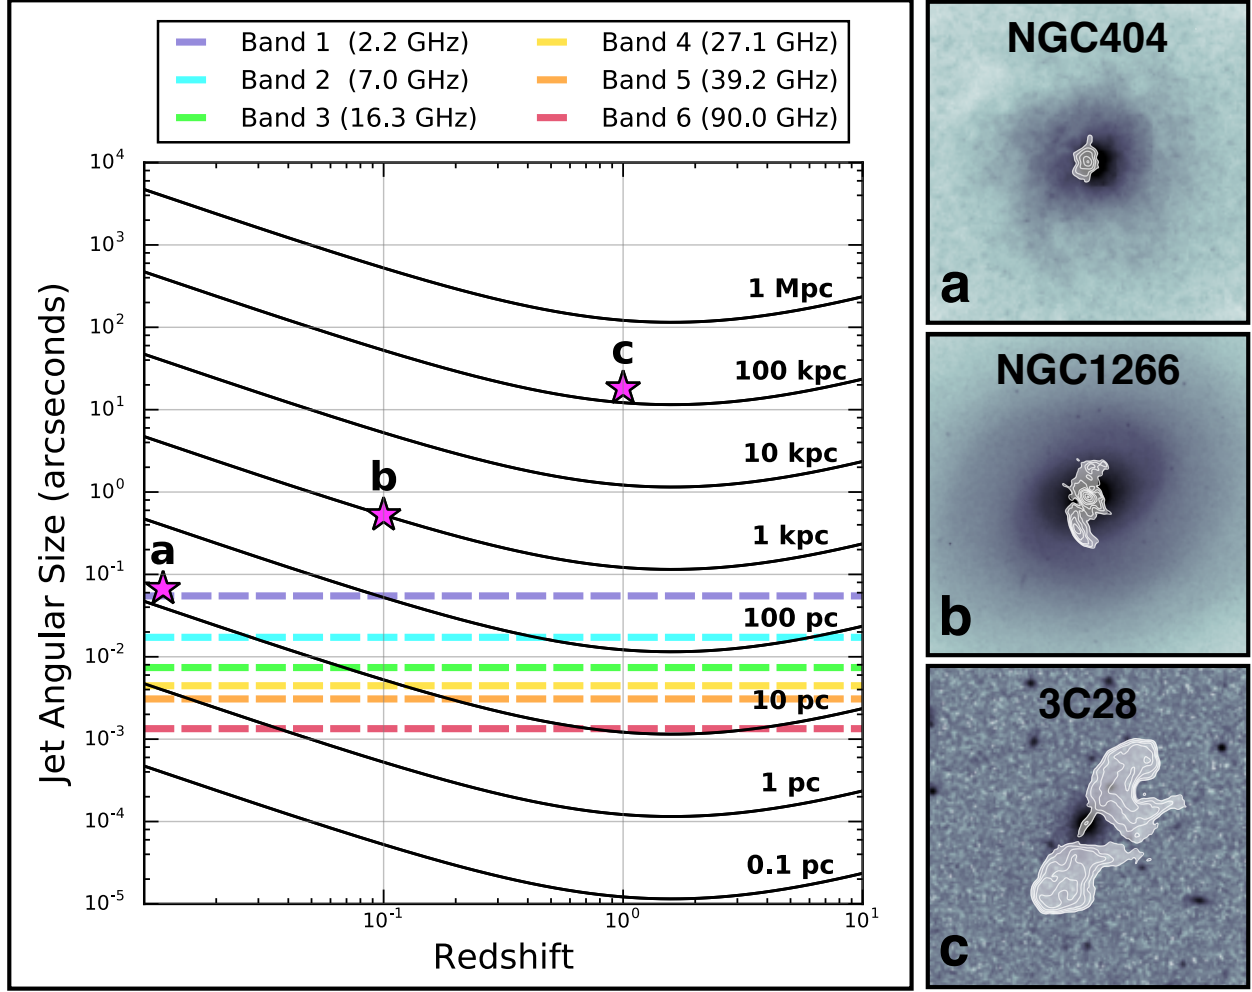 Band 1 (2.2 GHz)
Band 2 (7.0 GHz)
Band 3 (16.3 GHz)
Band 4 (27.1 GHz)
Band 5 (39.2 GHz)
Band 6 (90.0 GHz)
Jet Angular Size (arcseconds)
10^4
10^3
10^2
10^1
10^0
10^-1
10^-2
10^-3
10^-4
10^-5
1 Mpc
100 kpc
10 kpc
1 kpc
100 pc
10 pc
1 pc
0.1 pc
a
b
c
10^-1
10^0
10^1
Redshift
NGC404
a
NGC1266
b
3C28
c